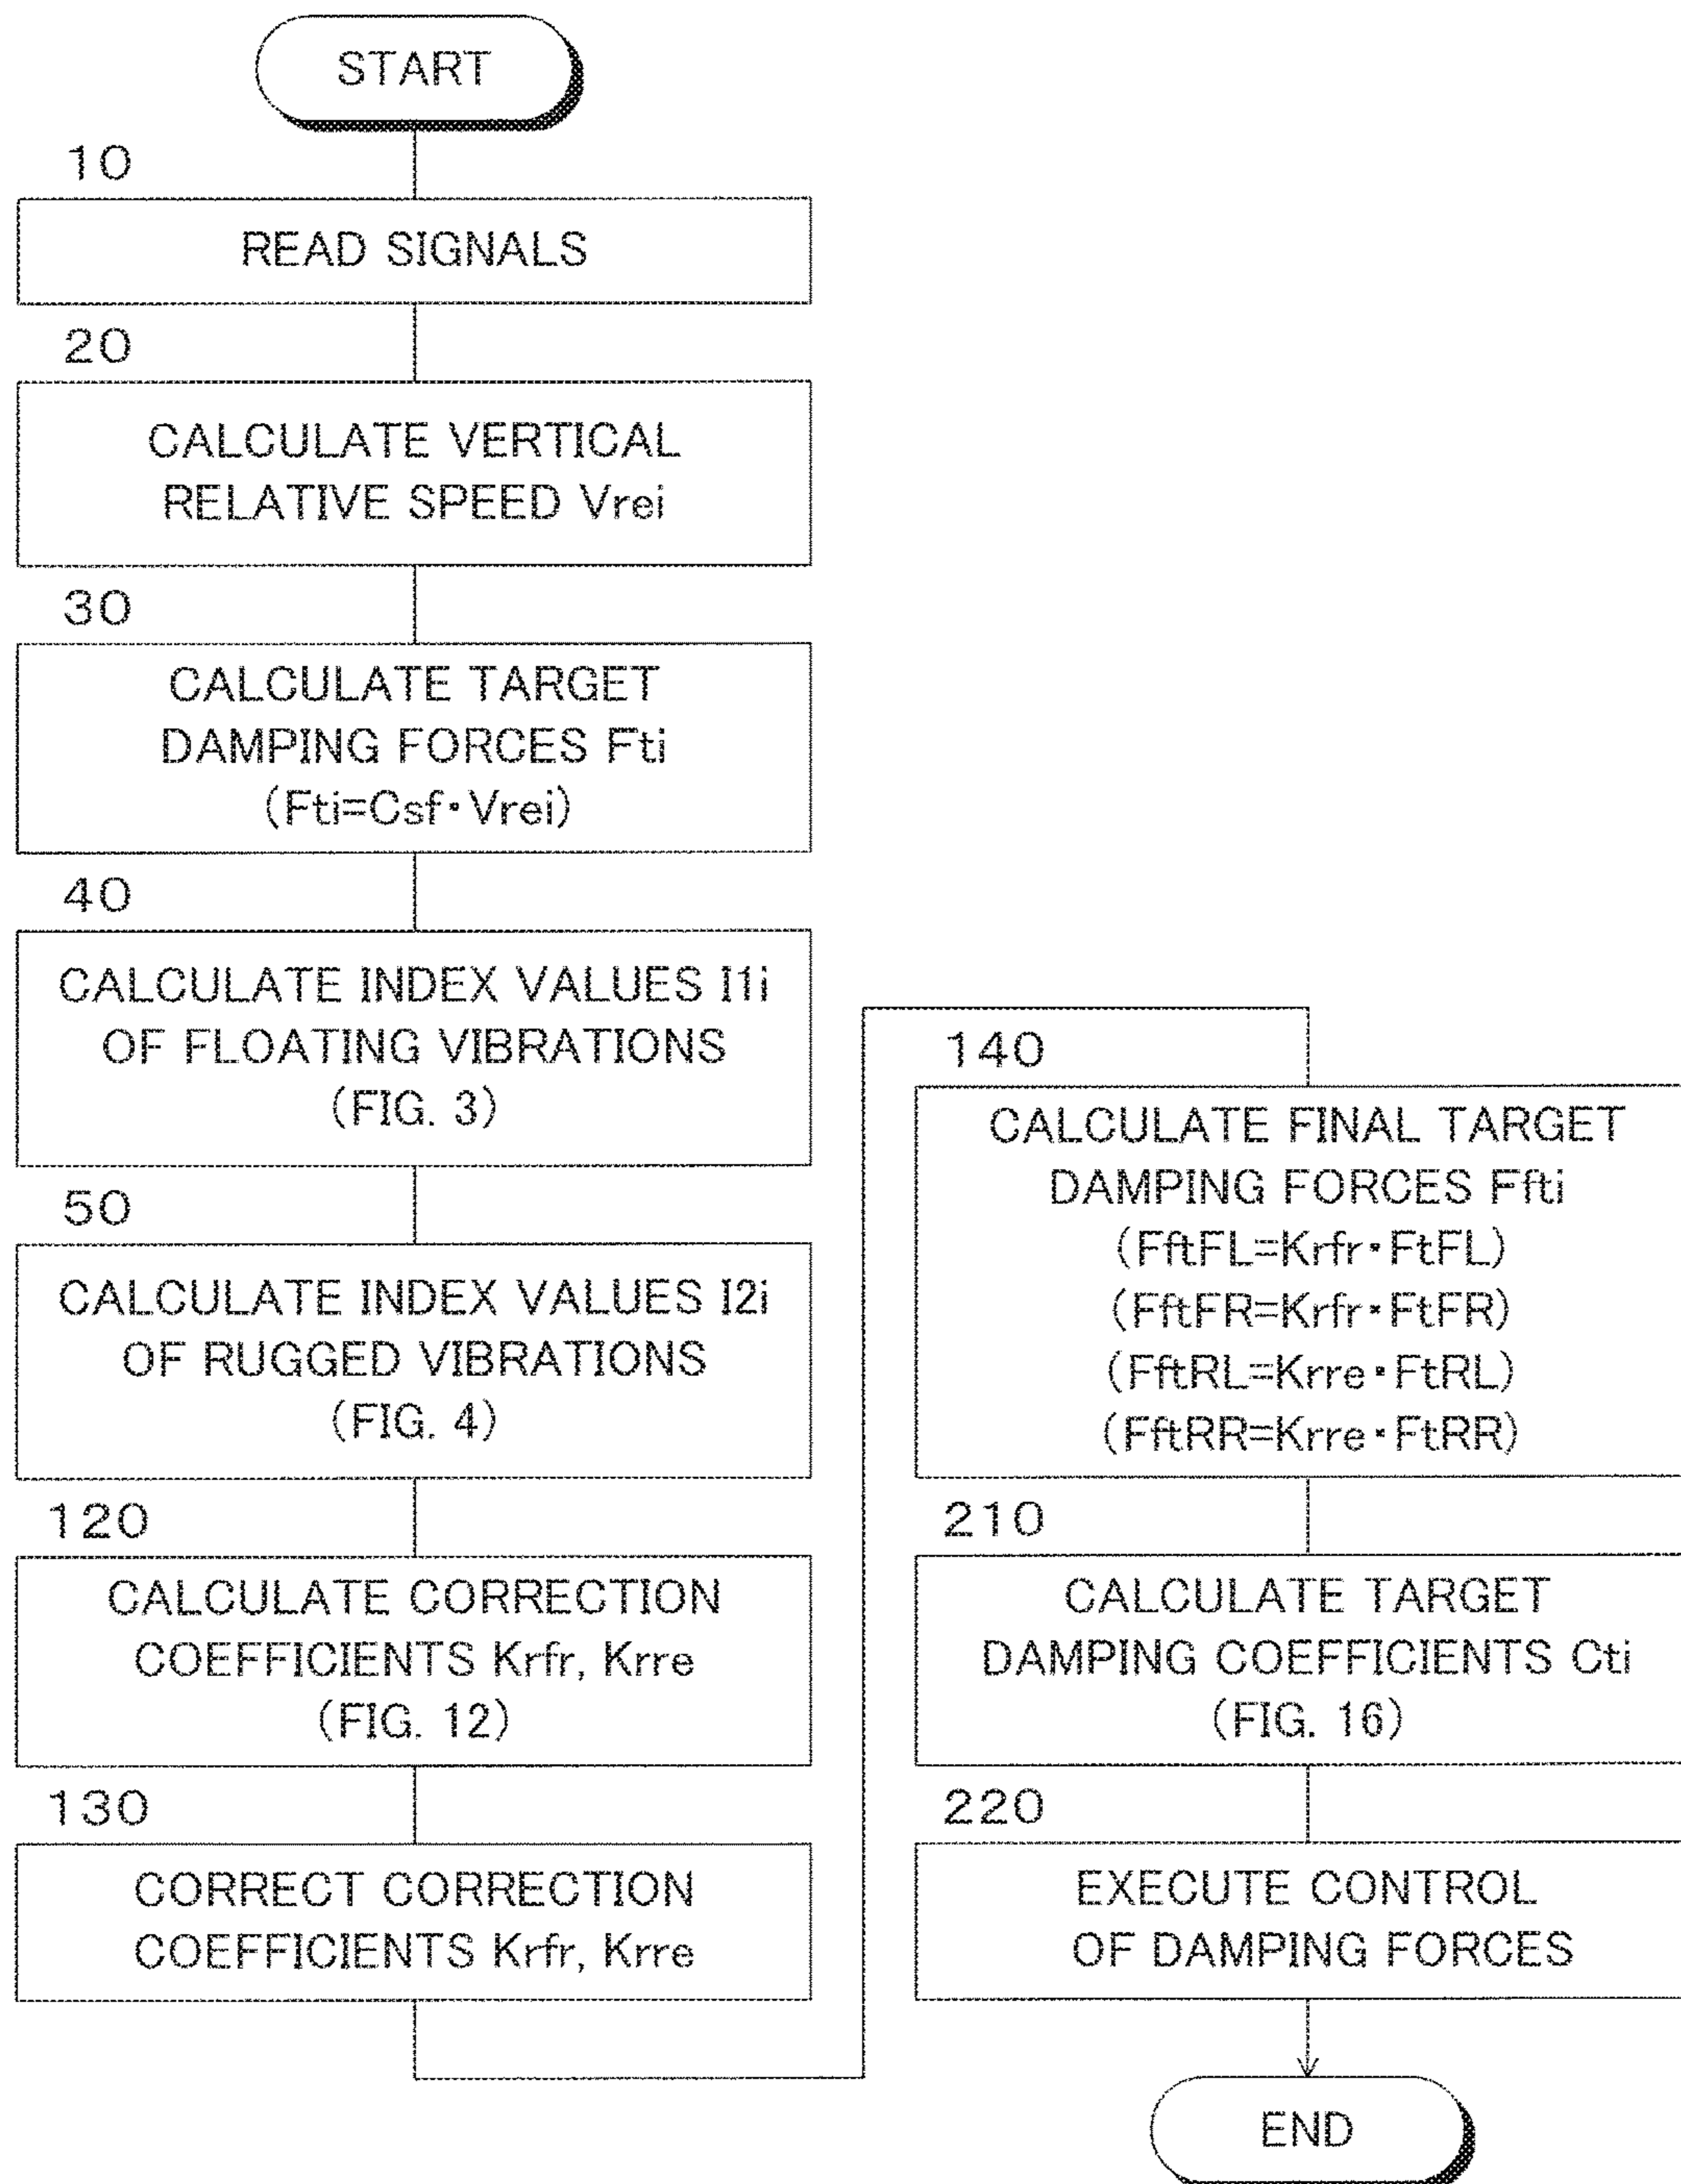 START
10
READ SIGNALS
20
CALCULATE VERTICAL
RELATIVE SPEED Vrei
30
CALCULATE TARGET
DAMPING FORCES Fti
(Fti=Csf・Vrei)
40
CALCULATE INDEX VALUES I1i
OF FLOATING VIBRATIONS
(FIG. 3)
50
CALCULATE INDEX VALUES I2i
OF RUGGED VIBRATIONS
(FIG. 4)
120
CALCULATE CORRECTION
COEFFICIENTS Krfr, Krre
(FIG. 12)
130
CORRECT CORRECTION
COEFFICIENTS Krfr, Krre
140
CALCULATE FINAL TARGET
DAMPING FORCES Ffti
(FftFL=Krfr・FtFL)
(FftFR=Krfr・FtFR)
(FftRL=Krre・FtRL)
(FftRR=Krre・FtRR)
210
CALCULATE TARGET
DAMPING COEFFICIENTS Cti
(FIG. 16)
220
EXECUTE CONTROL
OF DAMPING FORCES
END